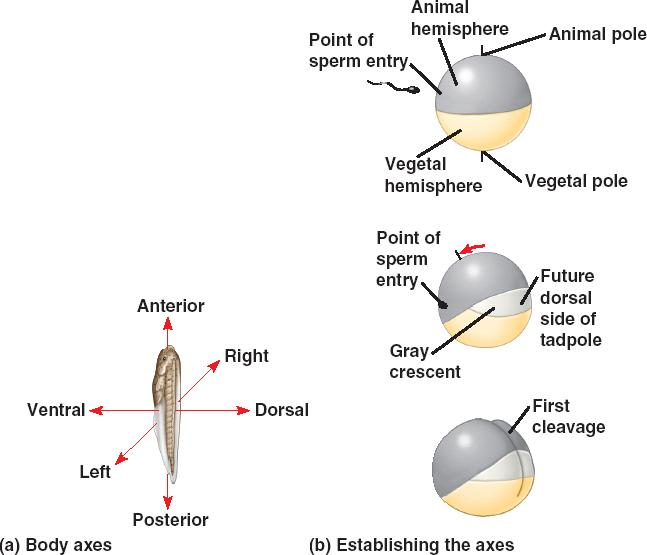 Animal
hemisphere
Animal pole
Point of
sperm entry
Vegetal
hemisphere
Vegetal pole
Point of
sperm
entry
Future
dorsal
side of
tadpole
Gray
crescent
First
cleavage
Anterior
Right
Ventral
Dorsal
Left
Posterior
(a) Body axes
(b) Establishing the axes